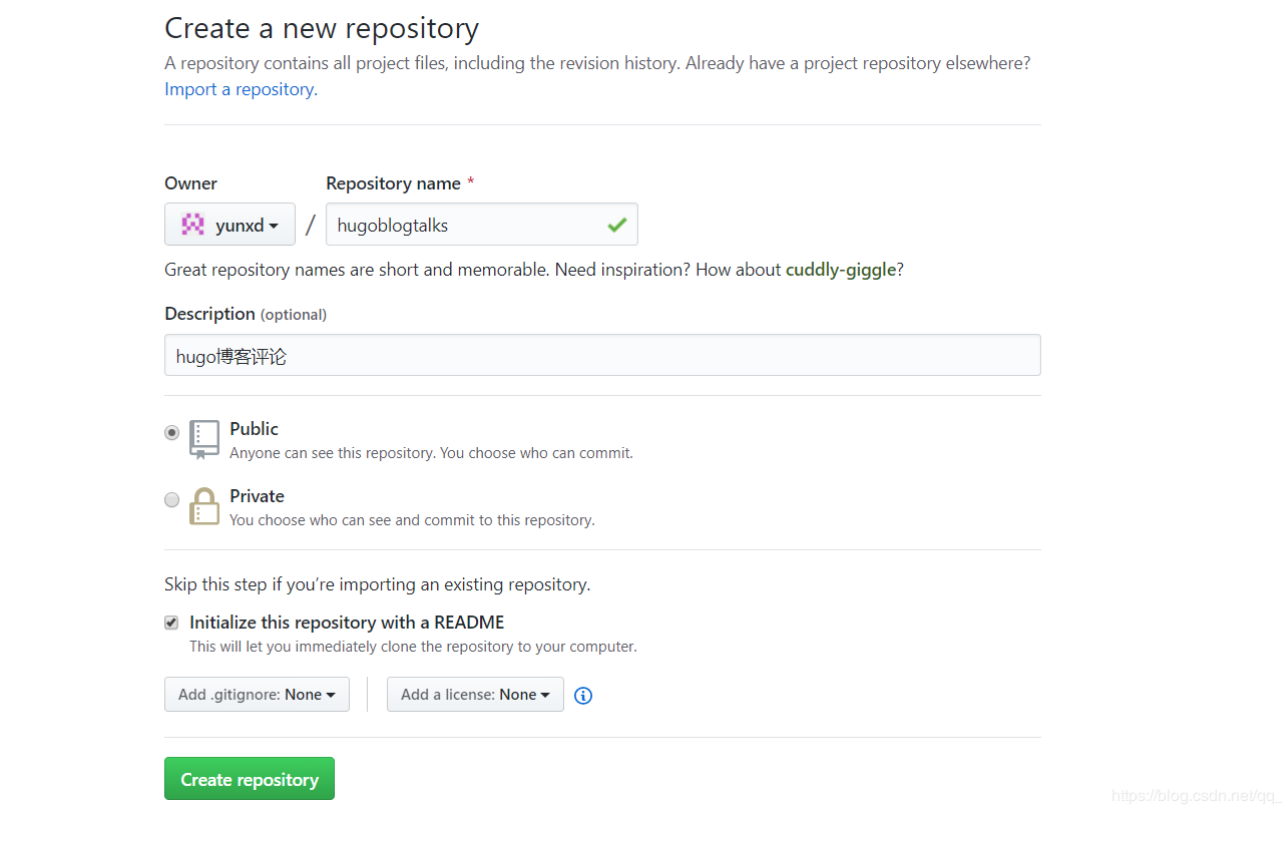 Create a new repository
A repository contains all project files, including the revision history. Already have a project repository elsewhere?
Import a repository.
Owner
Repository name *
yunxd
/
hugoblogtalks
Great repository names are short and memorable. Need inspiration? How about cuddly-giggle?
Description (optional)
hugo博客评论
Public
Anyone can see this repository. You choose who can commit.
Private
You choose who can see and commit to this repository.
Skip this step if you’re importing an existing repository.
Initialize this repository with a README
This will let you immediately clone the repository to your computer.
Add .gitignore: None
Add a license: None
Create repository
https://blog.csdn.net/qq_